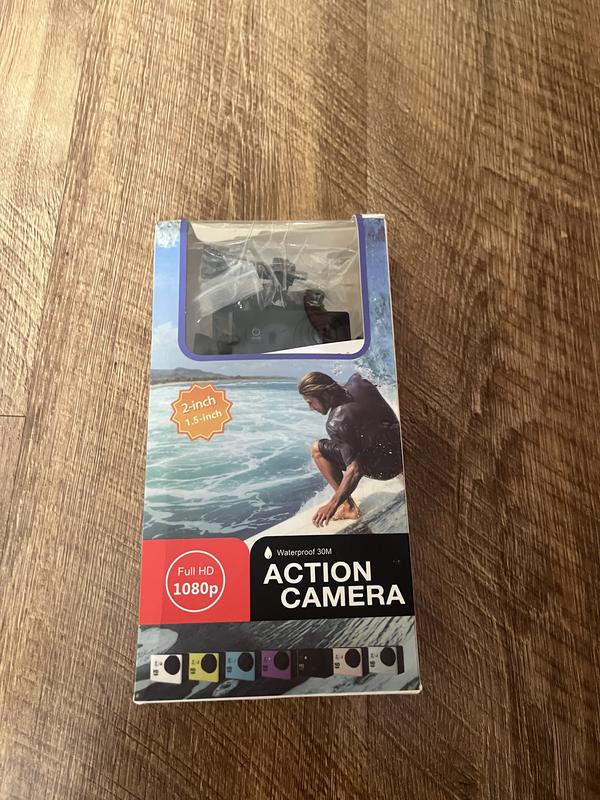 2-inch
1.5-inch
Waterproof 30M
Full HD
1080p
ACTION
CAMERA